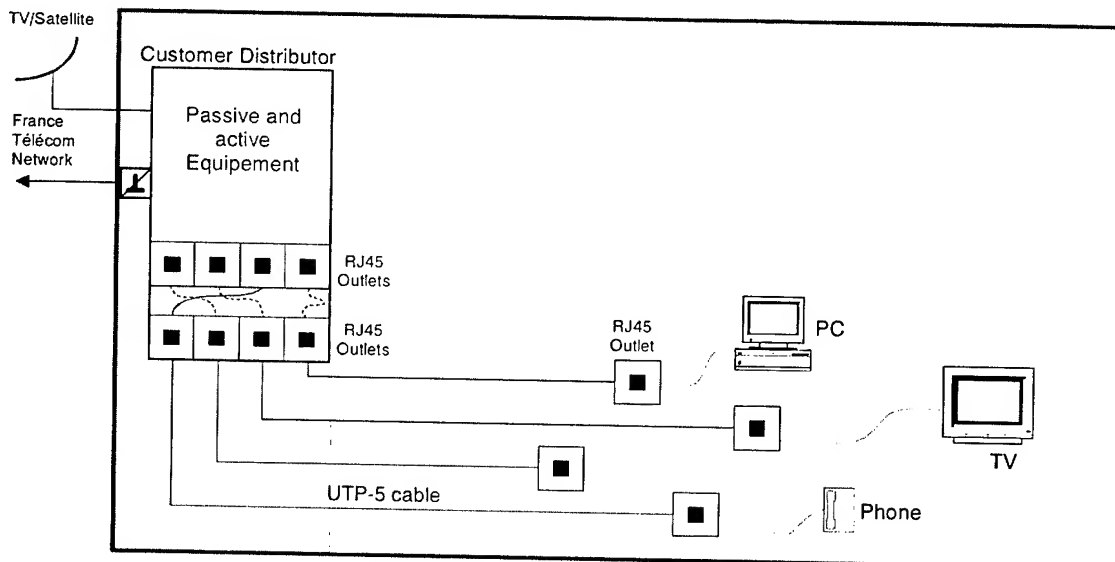 TV/Satellite
Customer Distributor
Passive and
active
Equipement
France
Télécom
Network
RJ45
Outlets
RJ45
Outlets
RJ45
Outlet
PC
TV
UTP-5 cable
Phone